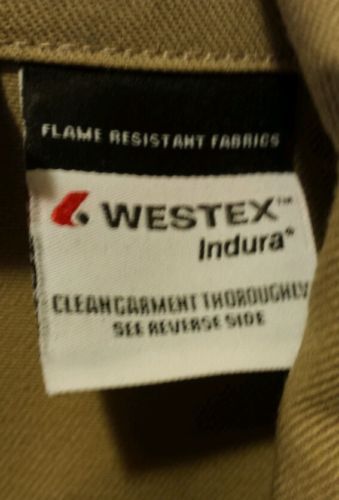 FLAME RESISTANT FABRICS
WESTEX™
Indura®
CLEAN GARMENT THOROUGHLY
SEE REVERSE SIDE